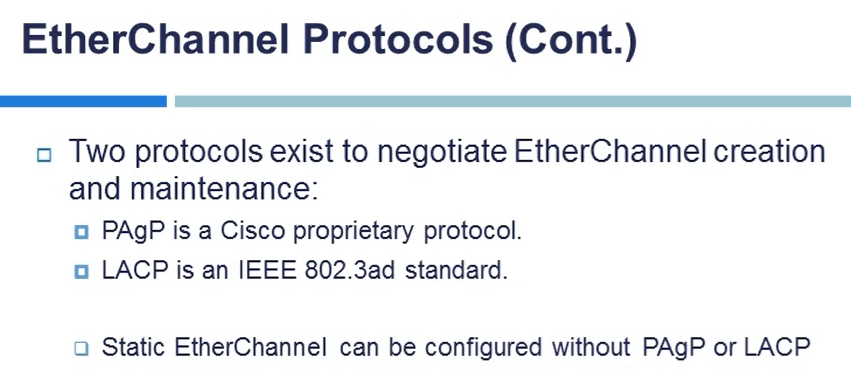 EtherChannel Protocols (Cont.)
Two protocols exist to negotiate EtherChannel creation
and maintenance:
PAgP is a Cisco proprietary protocol.
LACP is an IEEE 802.3ad standard.
Static EtherChannel can be configured without PAgP or LACP